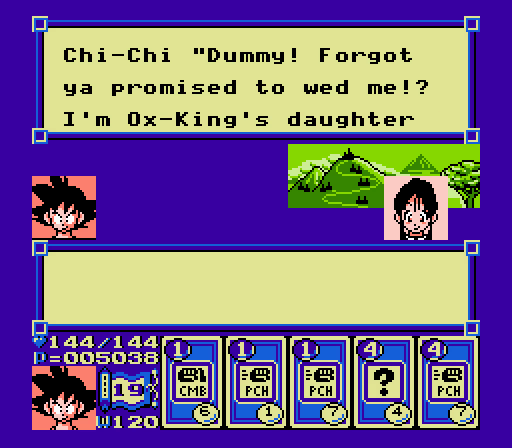 Chi-Chi "Dummy! Forgot
ya promised to wed me!?
I'm Ox-King's daughter
144/144
P=005038
19
W120
1 CMB 6
1 PCH 1
1 PCH 7
4 ? 4
4 PCH 7